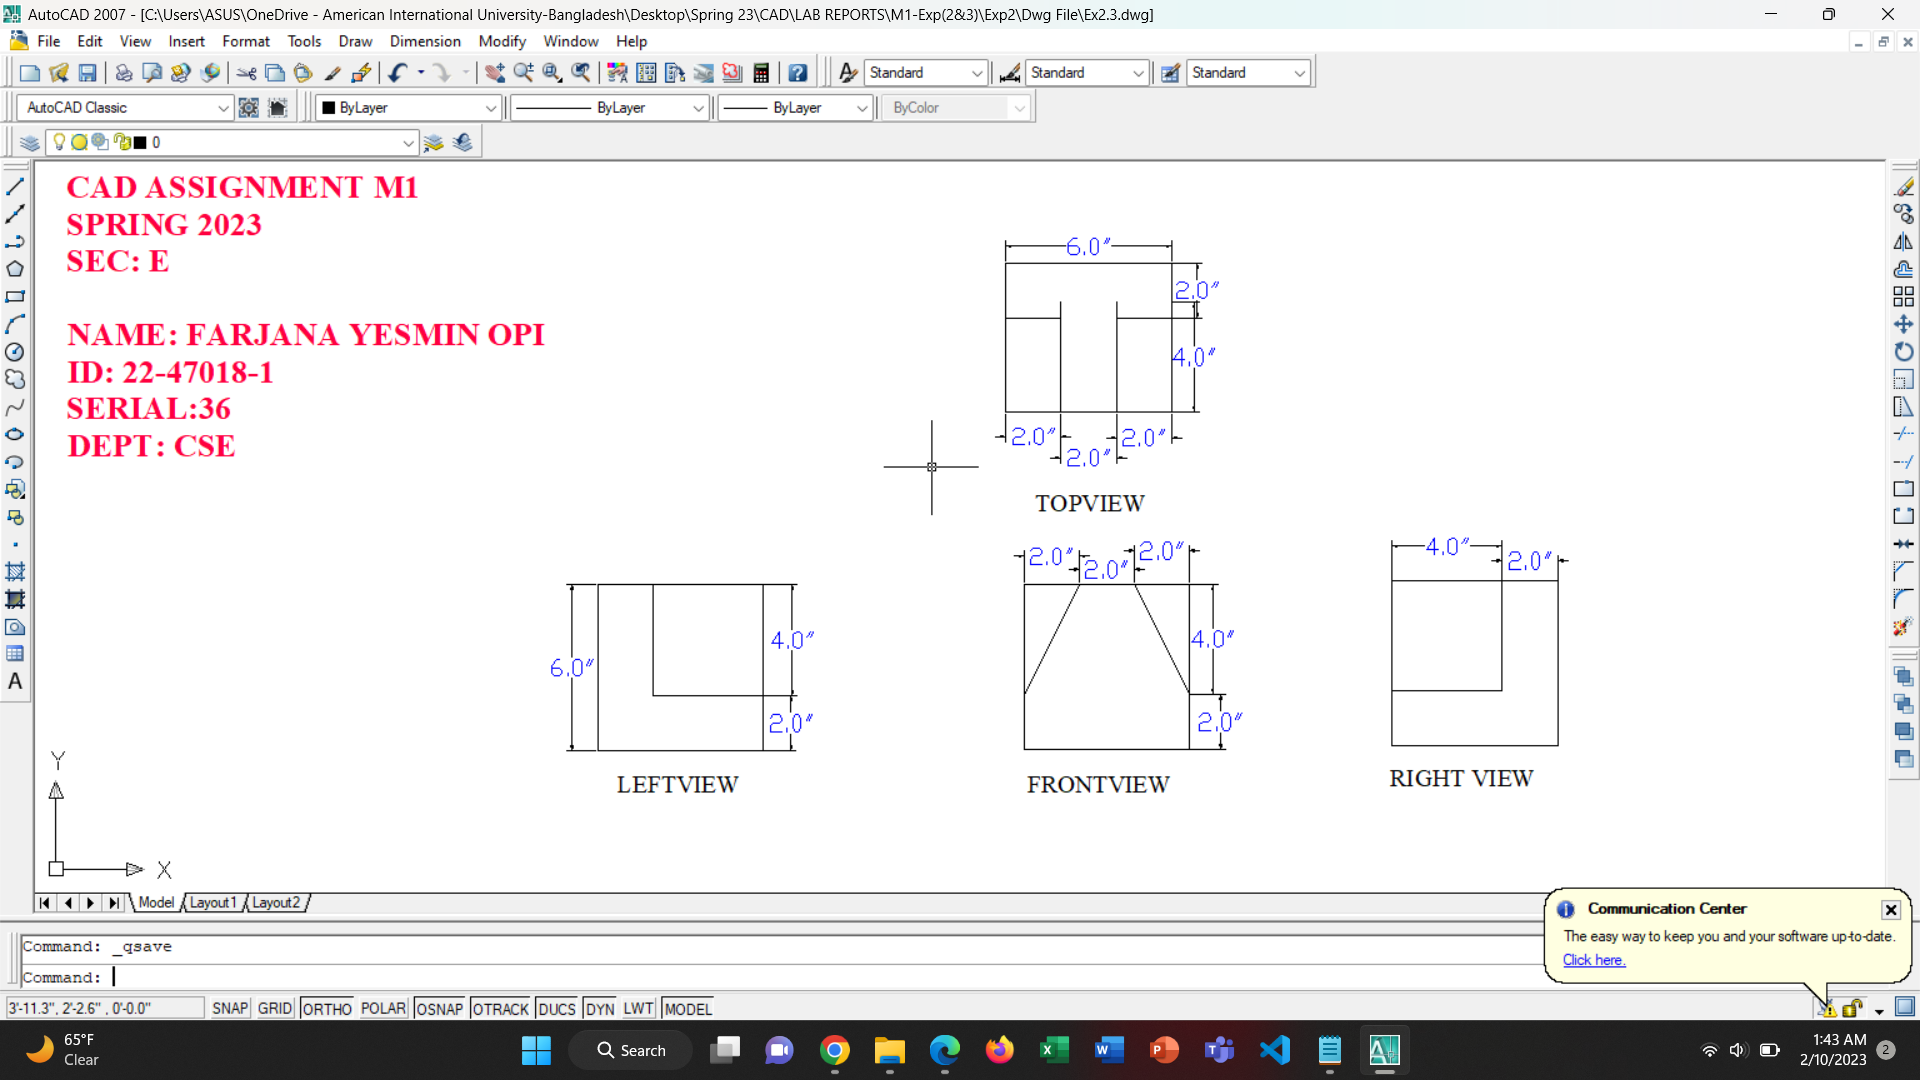 AutoCAD 2007 - [C:\Users\ASUS\OneDrive - American International University-Bangladesh\Desktop\Spring 23\CAD\LAB REPORTS\M1-Exp(2&3)\Exp2\Dwg File\Ex2.3.dwg]
File Edit View Insert Format Tools Draw Dimension Modify Window Help
Standard Standard Standard
AutoCAD Classic ByLayer ByLayer ByLayer ByColor
0
CAD ASSIGNMENT M1
SPRING 2023
SEC: E
NAME: FARJANA YESMIN OPI
ID: 22-47018-1
SERIAL:36
DEPT: CSE
6.0"
2.0"
4.0"
2.0" 2.0"
2.0"
TOPVIEW
6.0"
4.0"
2.0"
LEFTVIEW
2.0" 2.0" 2.0"
4.0"
2.0"
FRONTVIEW
4.0" 2.0"
RIGHT VIEW
Y
X
A
Model Layout1 Layout2
Command: _qsave
Command:
Communication Center
The easy way to keep you and your software up-to-date.
Click here.
3'-11.3", 2'-2.6" , 0'-0.0" SNAP GRID ORTHO POLAR OSNAP OTRACK DUCS DYN LWT MODEL
65°F
Clear
Search
1:43 AM
2/10/2023
2